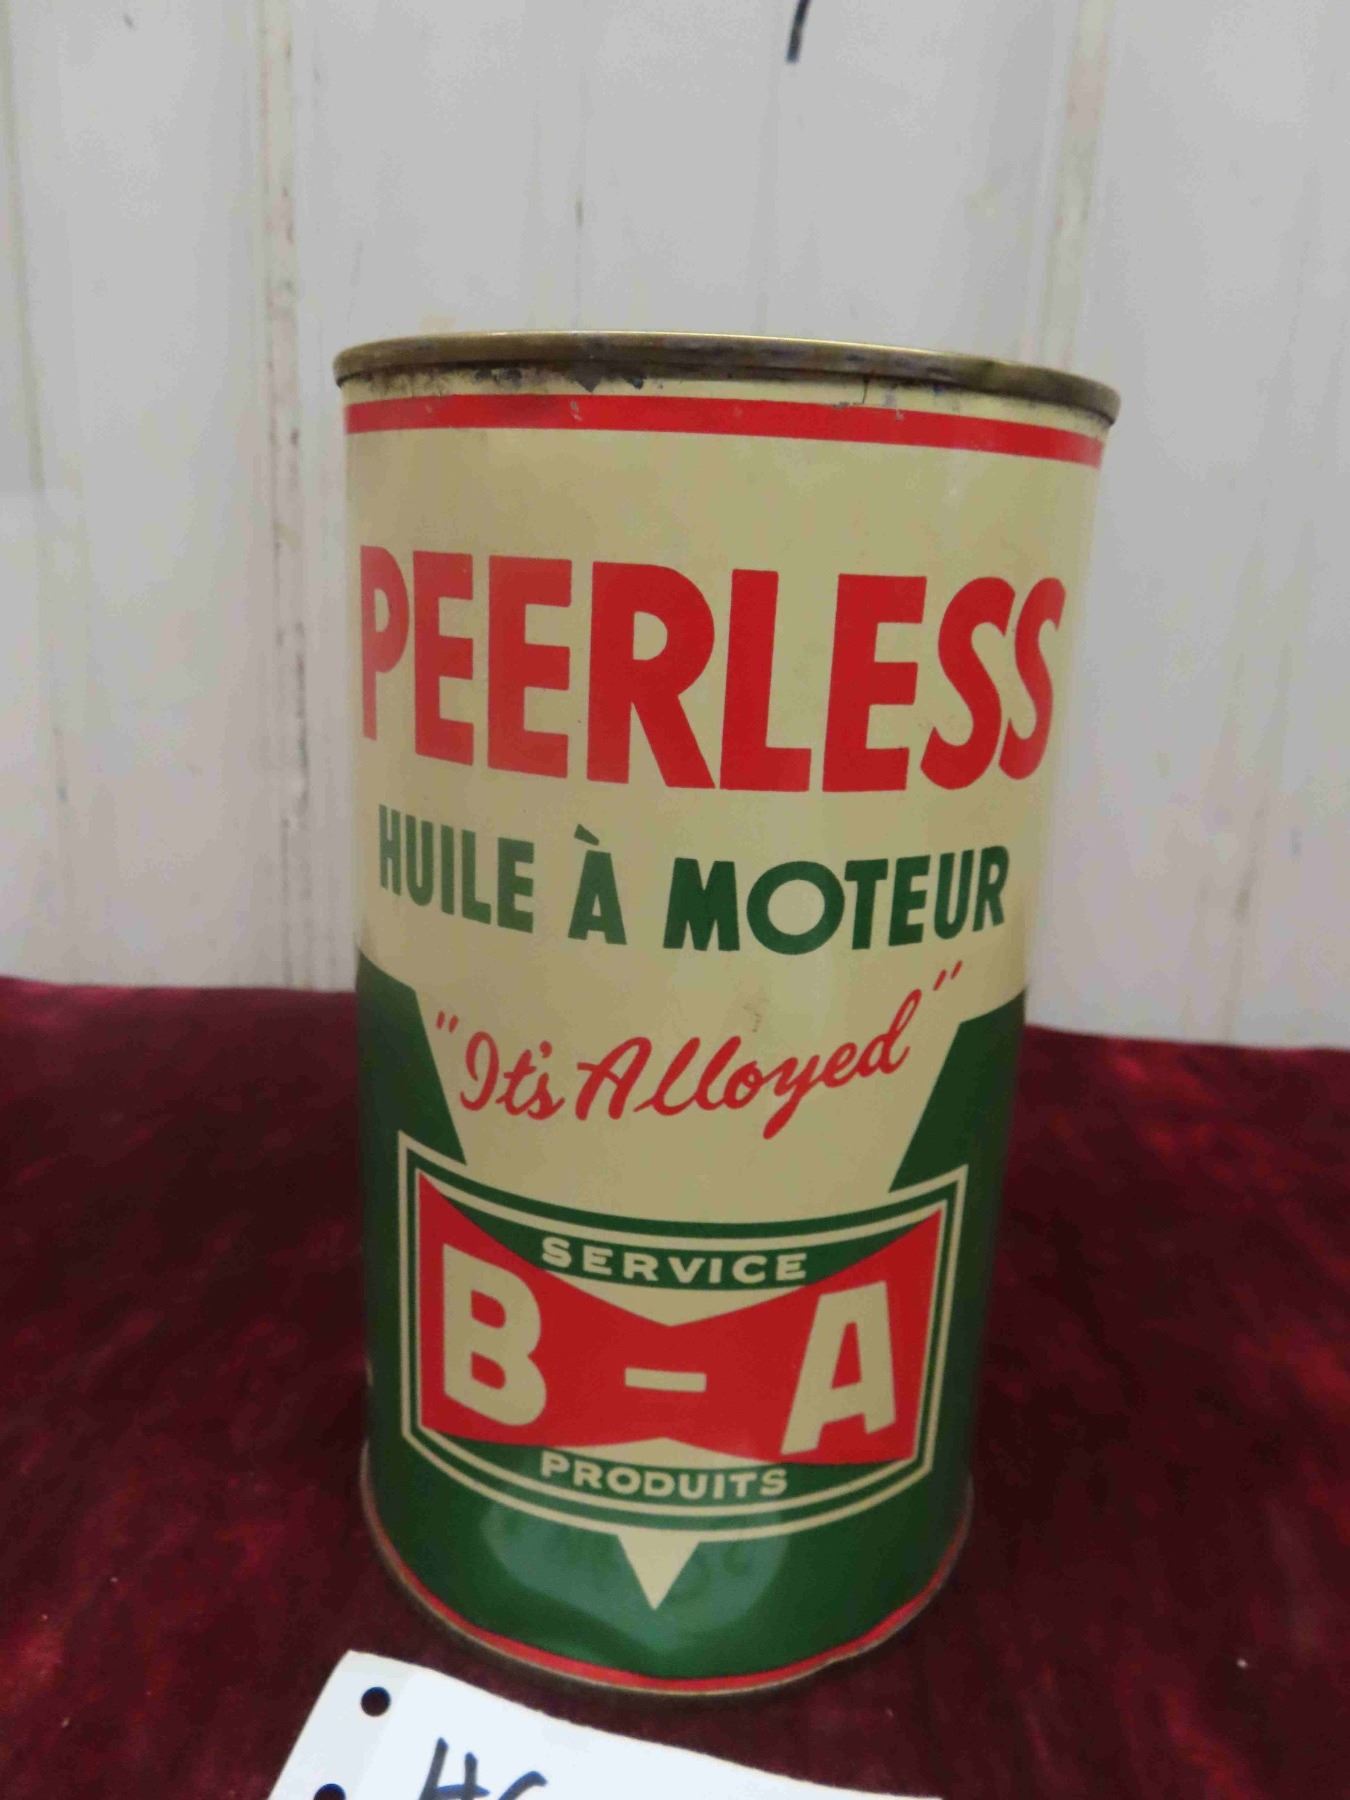 PEERLESS
HUILE À MOTEUR
"It's Alloyed"
SERVICE
B-A
PRODUITS